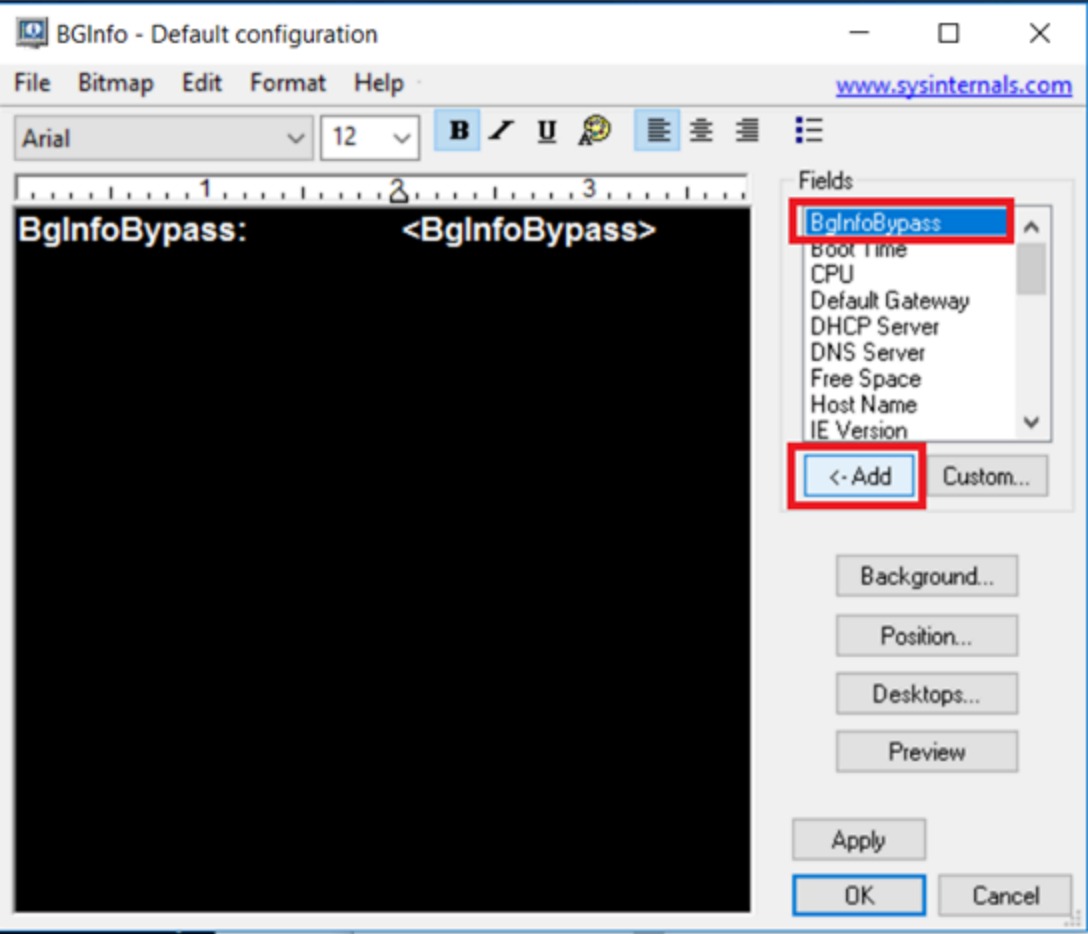 BGInfo - Default configuration
File Bitmap Edit Format Help www.sysinternals.com
Arial 12 B I U
1 2 3
Fields
BgInfoBypass: <BgInfoBypass>
BgInfoBypass
Boot Time
CPU
Default Gateway
DHCP Server
DNS Server
Free Space
Host Name
IE Version
<- Add Custom...
Background...
Position...
Desktops...
Preview
Apply
OK Cancel